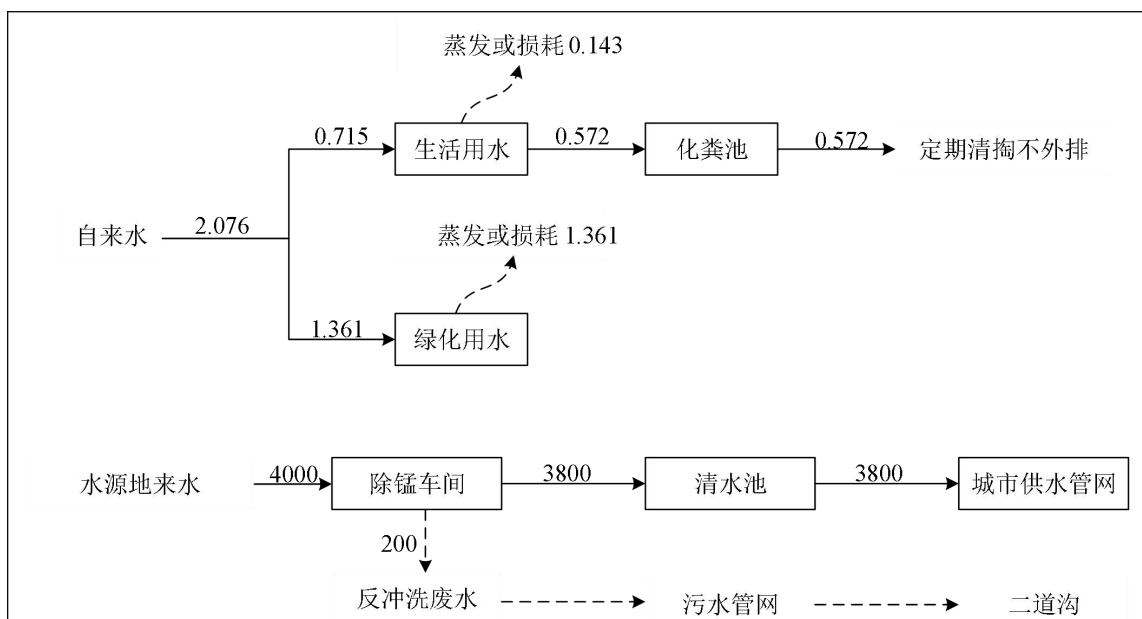 蒸发或损耗 0.143
0.715
生活用水
0.572
化粪池
0.572
定期清掏不外排
自来水
2.076
蒸发或损耗 1.361
1.361
绿化用水
水源地来水
4000
除锰车间
3800
清水池
3800
城市供水管网
200
反冲洗废水
污水管网
二道沟